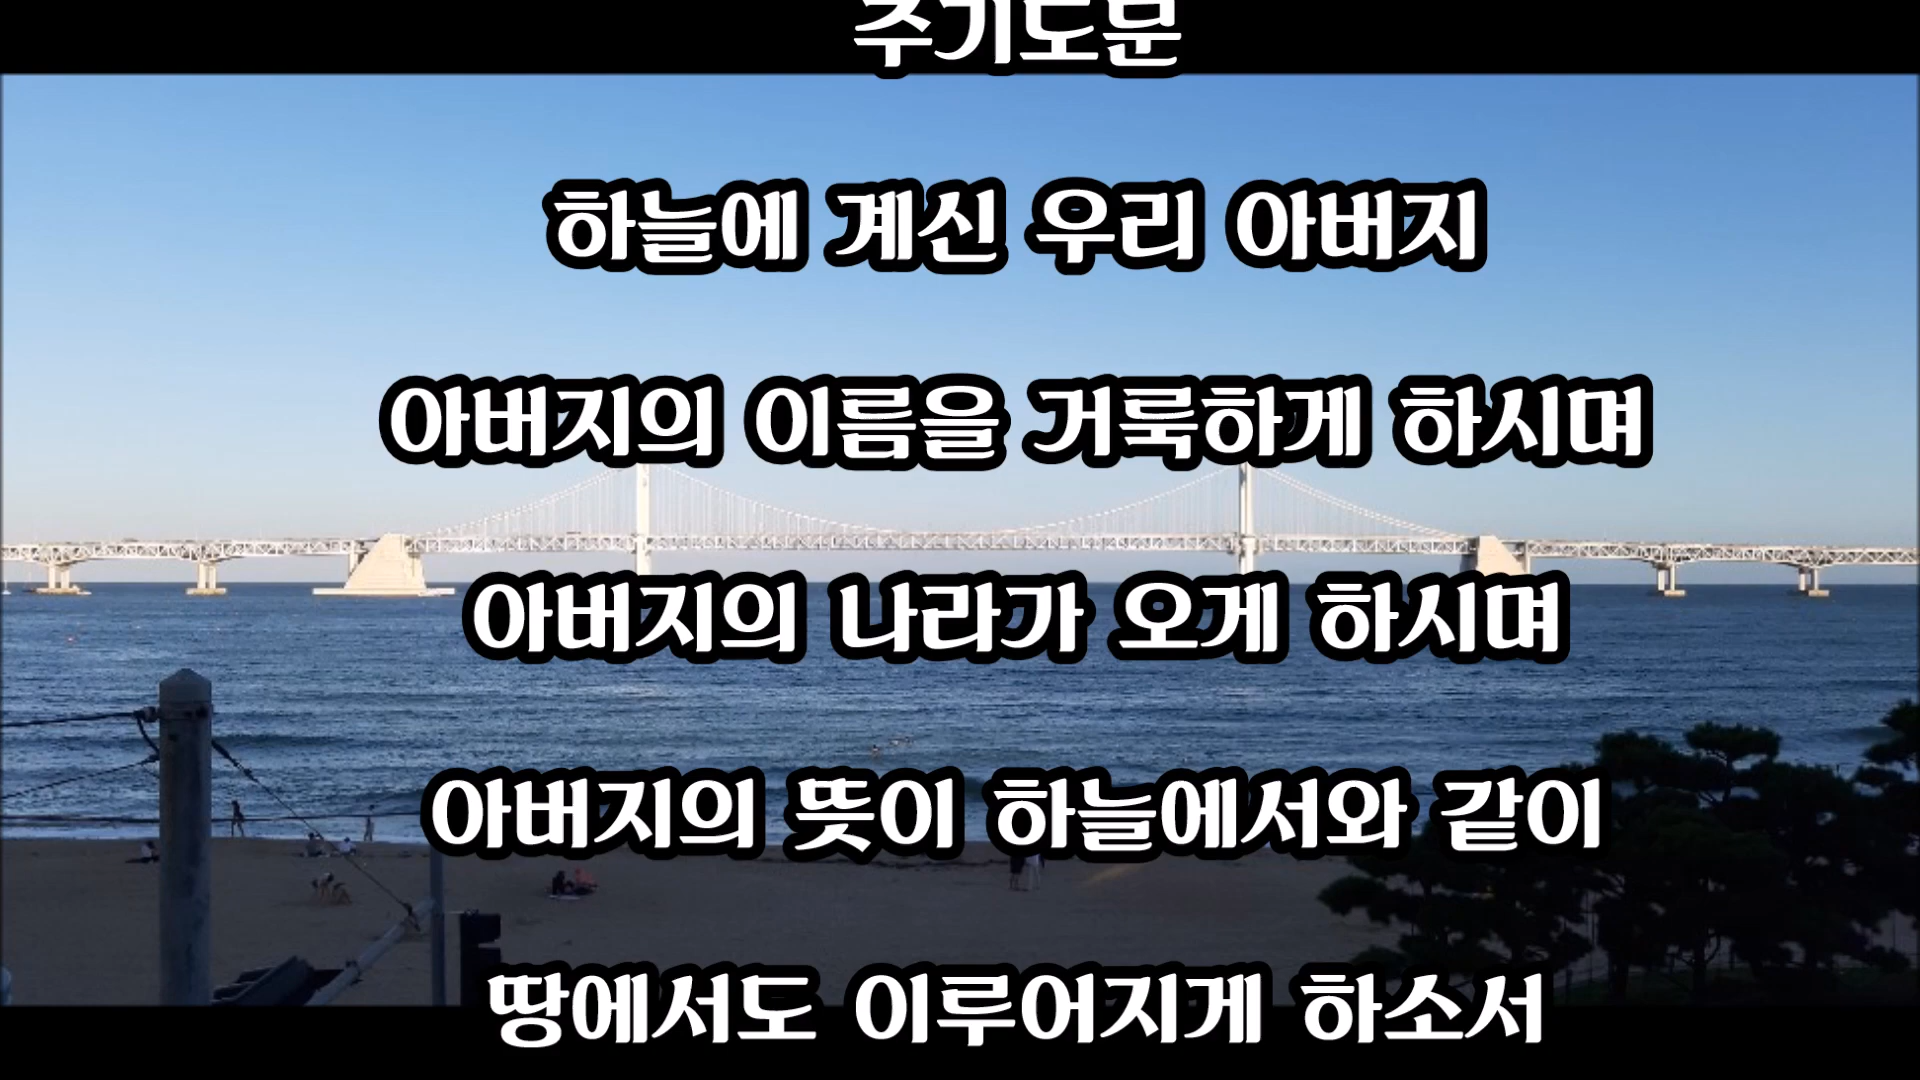 주기도문
하늘에 계신 우리 아버지
아버지의 이름을 거룩하게 하시며
아버지의 나라가 오게 하시며
아버지의 뜻이 하늘에서와 같이
땅에서도 이루어지게 하소서